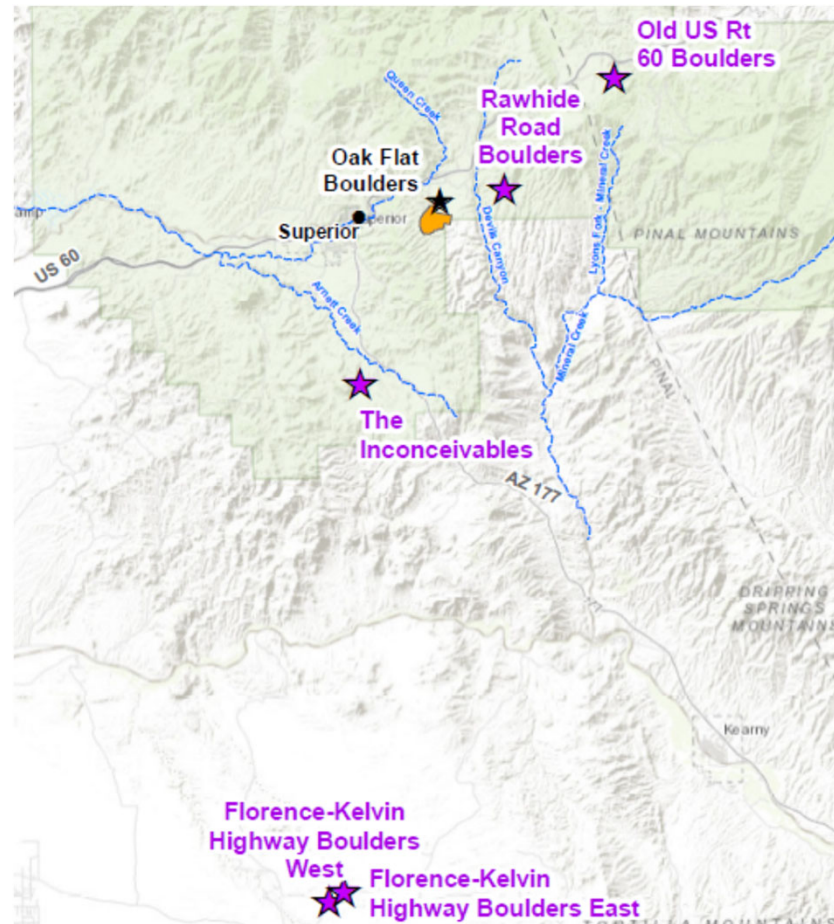 Old US Rt
60 Boulders
Queen Creek
Rawhide
Road
Boulders
Oak Flat
Boulders
Superior
US 60
Devils Canyon
Lyons Fork - Mineral Creek
PINAL MOUNTAINS
Arnett Creek
Mineral Creek
PINAL
The
Inconceivables
AZ 177
177
DRIPPING
SPRINGS
MOUNTAINS
Kearny
Florence-Kelvin
Highway Boulders
West
Florence-Kelvin
Highway Boulders East